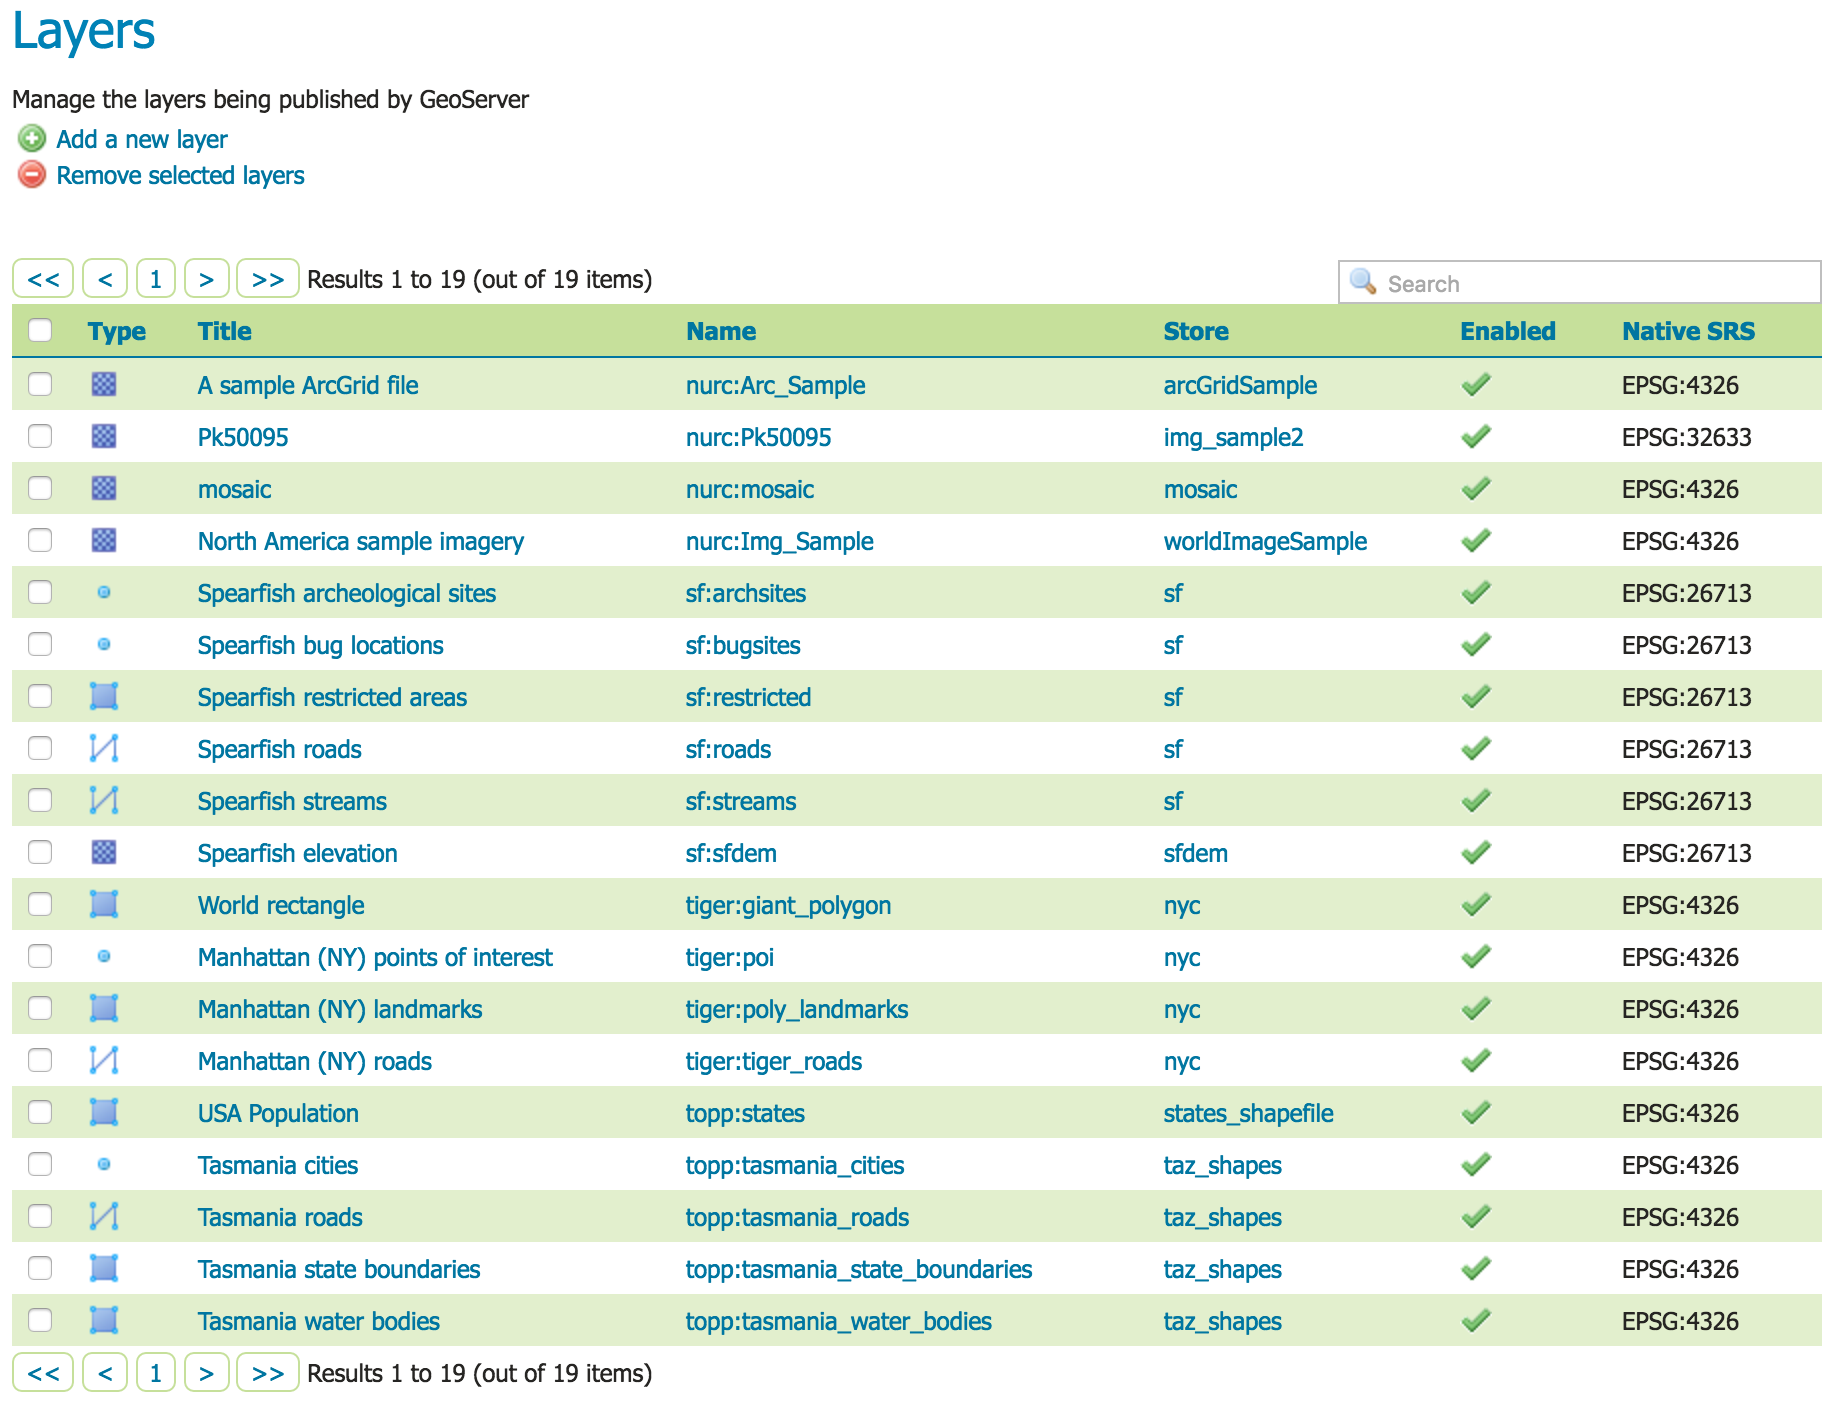 Layers
Manage the layers being published by GeoServer
Add a new layer
Remove selected layers
<< < 1 > >> Results 1 to 19 (out of 19 items) Search
Type Title Name Store Enabled Native SRS
A sample ArcGrid file nurc:Arc_Sample arcGridSample EPSG:4326
Pk50095 nurc:Pk50095 img_sample2 EPSG:32633
mosaic nurc:mosaic mosaic EPSG:4326
North America sample imagery nurc:Img_Sample worldImageSample EPSG:4326
Spearfish archeological sites sf:archsites sf EPSG:26713
Spearfish bug locations sf:bugsites sf EPSG:26713
Spearfish restricted areas sf:restricted sf EPSG:26713
Spearfish roads sf:roads sf EPSG:26713
Spearfish streams sf:streams sf EPSG:26713
Spearfish elevation sf:sfdem sfdem EPSG:26713
World rectangle tiger:giant_polygon nyc EPSG:4326
Manhattan (NY) points of interest tiger:poi nyc EPSG:4326
Manhattan (NY) landmarks tiger:poly_landmarks nyc EPSG:4326
Manhattan (NY) roads tiger:tiger_roads nyc EPSG:4326
USA Population topp:states states_shapefile EPSG:4326
Tasmania cities topp:tasmania_cities taz_shapes EPSG:4326
Tasmania roads topp:tasmania_roads taz_shapes EPSG:4326
Tasmania state boundaries topp:tasmania_state_boundaries taz_shapes EPSG:4326
Tasmania water bodies topp:tasmania_water_bodies taz_shapes EPSG:4326
<< < 1 > >> Results 1 to 19 (out of 19 items)